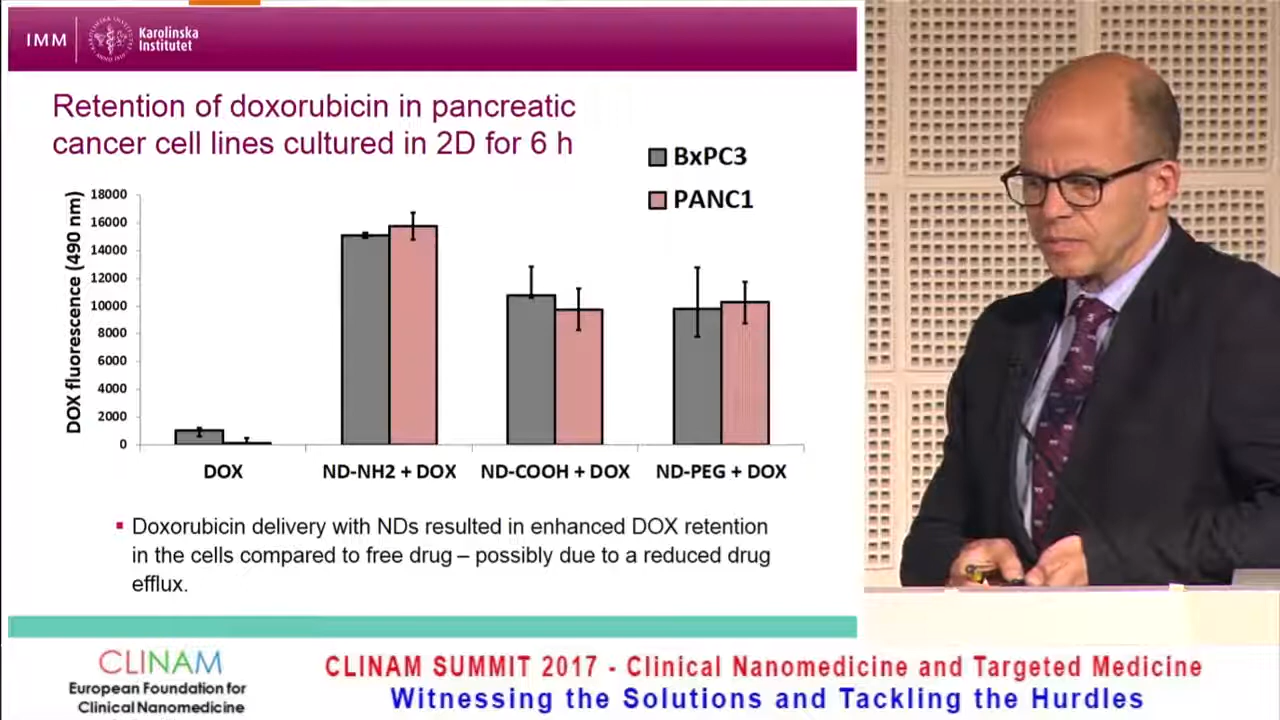 IMM
Karolinska
Institutet
Retention of doxorubicin in pancreatic
cancer cell lines cultured in 2D for 6 h
BxPC3
PANC1
DOX fluorescence (490 nm)
18000
16000
14000
12000
10000
8000
6000
4000
2000
0
DOX
ND-NH2 + DOX
ND-COOH + DOX
ND-PEG + DOX
Doxorubicin delivery with NDs resulted in enhanced DOX retention
in the cells compared to free drug – possibly due to a reduced drug
efflux.
CLINAM
European Foundation for
Clinical Nanomedicine
CLINAM SUMMIT 2017 - Clinical Nanomedicine and Targeted Medicine
Witnessing the Solutions and Tackling the Hurdles